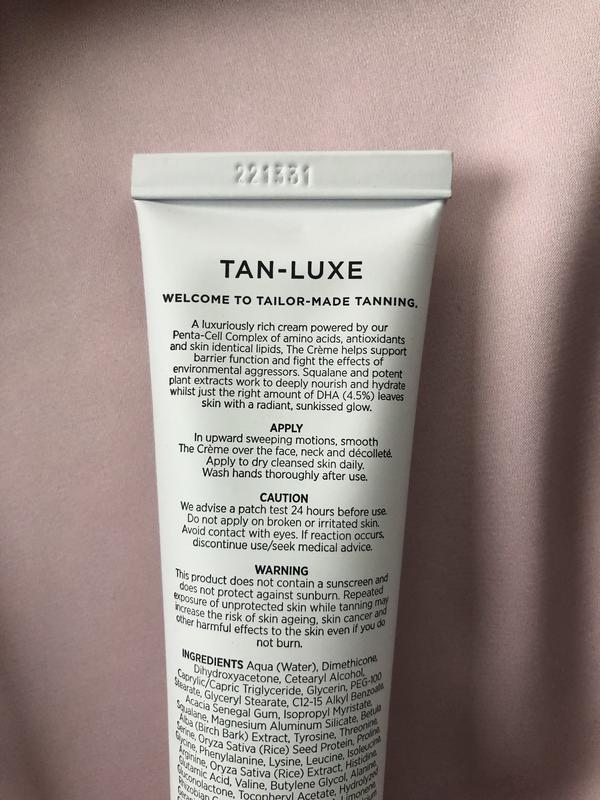 221331
TAN-LUXE
WELCOME TO TAILOR-MADE TANNING.
A luxuriously rich cream powered by our
Penta-Cell Complex of amino acids, antioxidants
and skin identical lipids, The Crème helps support
barrier function and fight the effects of
environmental aggressors. Squalane and potent
plant extracts work to deeply nourish and hydrate
whilst just the right amount of DHA (4.5%) leaves
skin with a radiant, sunkissed glow.
APPLY
In upward sweeping motions, smooth
The Crème over the face, neck and décolleté.
Apply to dry cleansed skin daily.
Wash hands thoroughly after use.
CAUTION
We advise a patch test 24 hours before use.
Do not apply on broken or irritated skin.
Avoid contact with eyes. If reaction occurs,
discontinue use/seek medical advice.
WARNING
This product does not contain a sunscreen and
does not protect against sunburn. Repeated
exposure of unprotected skin while tanning may
increase the risk of skin ageing, skin cancer and
other harmful effects to the skin even if you do
not burn.
INGREDIENTS Aqua (Water), Dimethicone,
Dihydroxyacetone, Cetearyl Alcohol,
Caprylic/Capric Triglyceride, Glycerin, PEG-100
Stearate, Glyceryl Stearate, C12-15 Alkyl Benzoate,
Acacia Senegal Gum, Isopropyl Myristate,
Squalane, Magnesium Aluminum Silicate, Betula
Alba (Birch Bark) Extract, Tyrosine, Threonine,
Serine, Oryza Sativa (Rice) Seed Protein, Proline,
Glycine, Phenylalanine, Lysine, Leucine, Isoleucine,
Arginine, Oryza Sativa (Rice) Extract, Histidine,
Glutamic Acid, Valine, Butylene Glycol, Alanine,
Gluconolactone, Tocopheryl Acetate, Hydrolyzed
Rhizobian
Limonene,